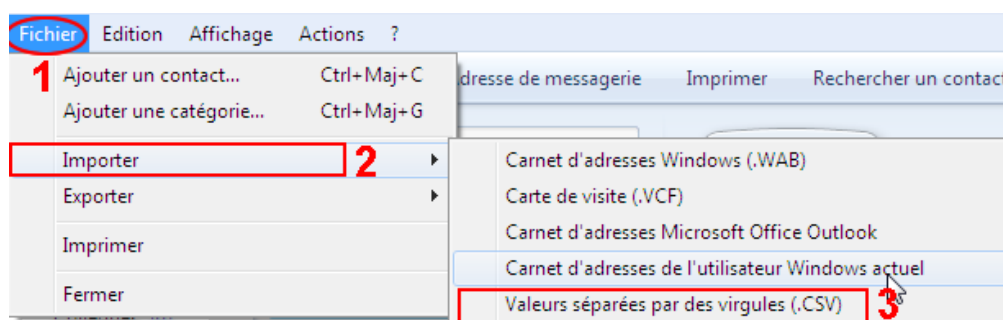 Fichier Edition Affichage Actions ?
1
Ajouter un contact... Ctrl+Maj+C
dresse de messagerie Imprimer Rechercher un contact
Ajouter une catégorie... Ctrl+Maj+G
Importer 2
Exporter
Imprimer
Fermer
Carnet d'adresses Windows (.WAB)
Carte de visite (.VCF)
Carnet d'adresses Microsoft Office Outlook
Carnet d'adresses de l'utilisateur Windows actuel
Valeurs séparées par des virgules (.CSV) 3